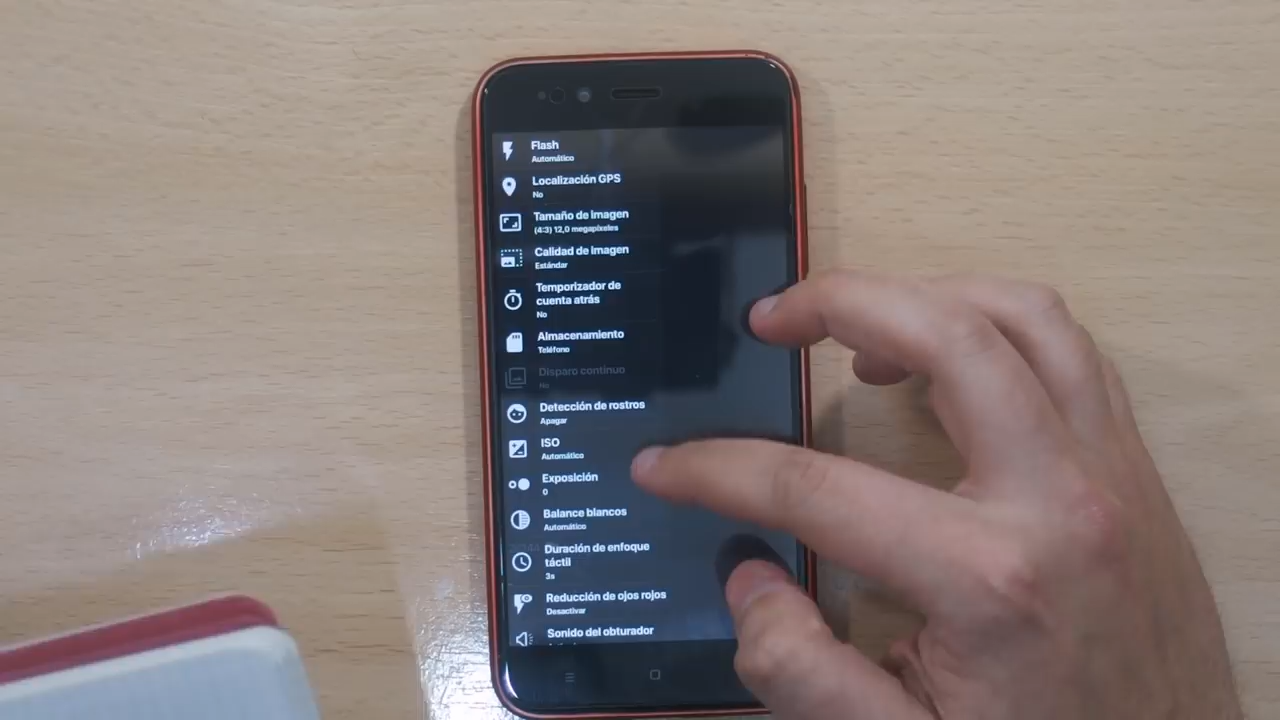 Flash
Automático
Localización GPS
No
Tamaño de imagen
(4:3) 12,0 megapíxeles
Calidad de imagen
Estándar
Temporizador de
cuenta atrás
No
Almacenamiento
Teléfono
Disparo continuo
No
Detección de rostros
Apagar
ISO
Automático
Exposición
0
Balance blancos
Automático
Duración de enfoque
táctil
3s
Reducción de ojos rojos
Desactivar
Sonido del obturador